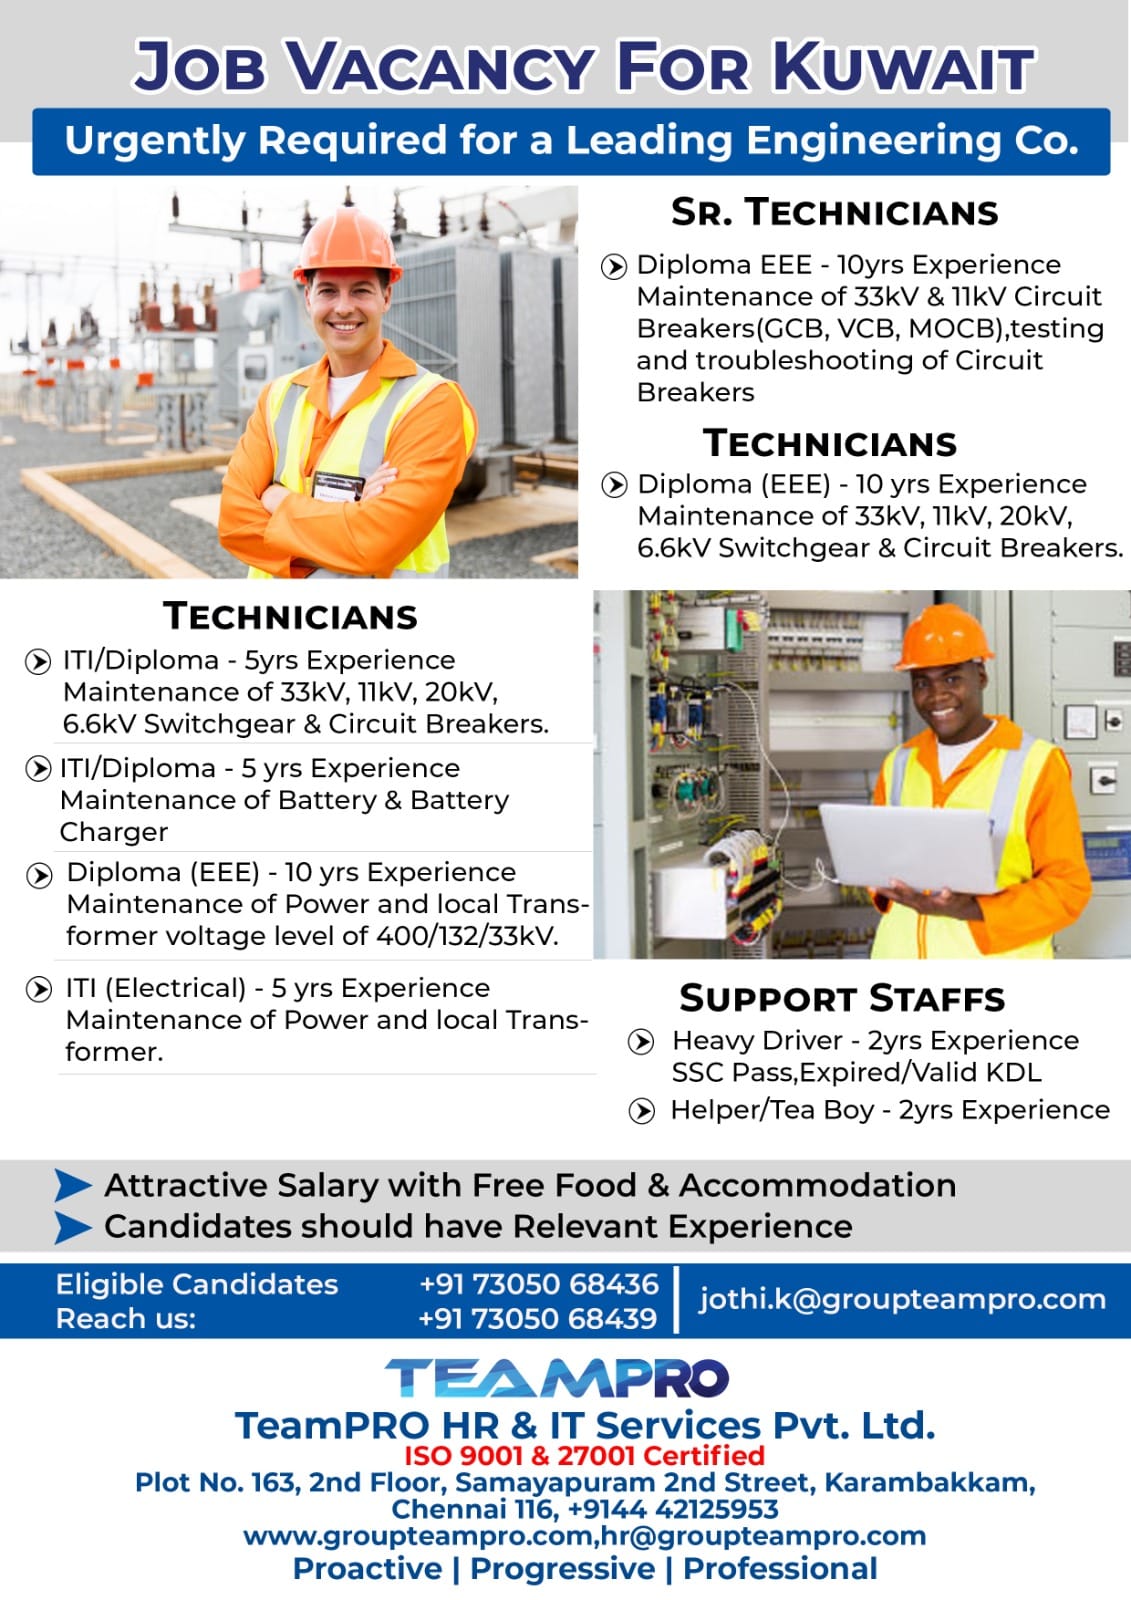 Job Vacancy For Kuwait
Urgently Required for a Leading Engineering Co.
Sr. Technicians
Diploma EEE - 10yrs Experience
Maintenance of 33kV & 11kV Circuit
Breakers(GCB, VCB, MOCB),testing
and troubleshooting of Circuit
Breakers
Technicians
Diploma (EEE) - 10 yrs Experience
Maintenance of 33kV, 11kV, 20kV,
6.6kV Switchgear & Circuit Breakers.
Technicians
ITI/Diploma - 5yrs Experience
Maintenance of 33kV, 11kV, 20kV,
6.6kV Switchgear & Circuit Breakers.
ITI/Diploma - 5 yrs Experience
Maintenance of Battery & Battery
Charger
Diploma (EEE) - 10 yrs Experience
Maintenance of Power and local Trans-
former voltage level of 400/132/33kV.
ITI (Electrical) - 5 yrs Experience
Maintenance of Power and local Trans-
former.
Support Staffs
Heavy Driver - 2yrs Experience
SSC Pass,Expired/Valid KDL
Helper/Tea Boy - 2yrs Experience
Attractive Salary with Free Food & Accommodation
Candidates should have Relevant Experience
Eligible Candidates
Reach us:
+91 73050 68436
+91 73050 68439
jothi.k@groupteampro.com
TEAMPRO
TeamPRO HR & IT Services Pvt. Ltd.
ISO 9001 & 27001 Certified
Plot No. 163, 2nd Floor, Samayapuram 2nd Street, Karambakkam,
Chennai 116, +9144 42125953
www.groupteampro.com,hr@groupteampro.com
Proactive | Progressive | Professional